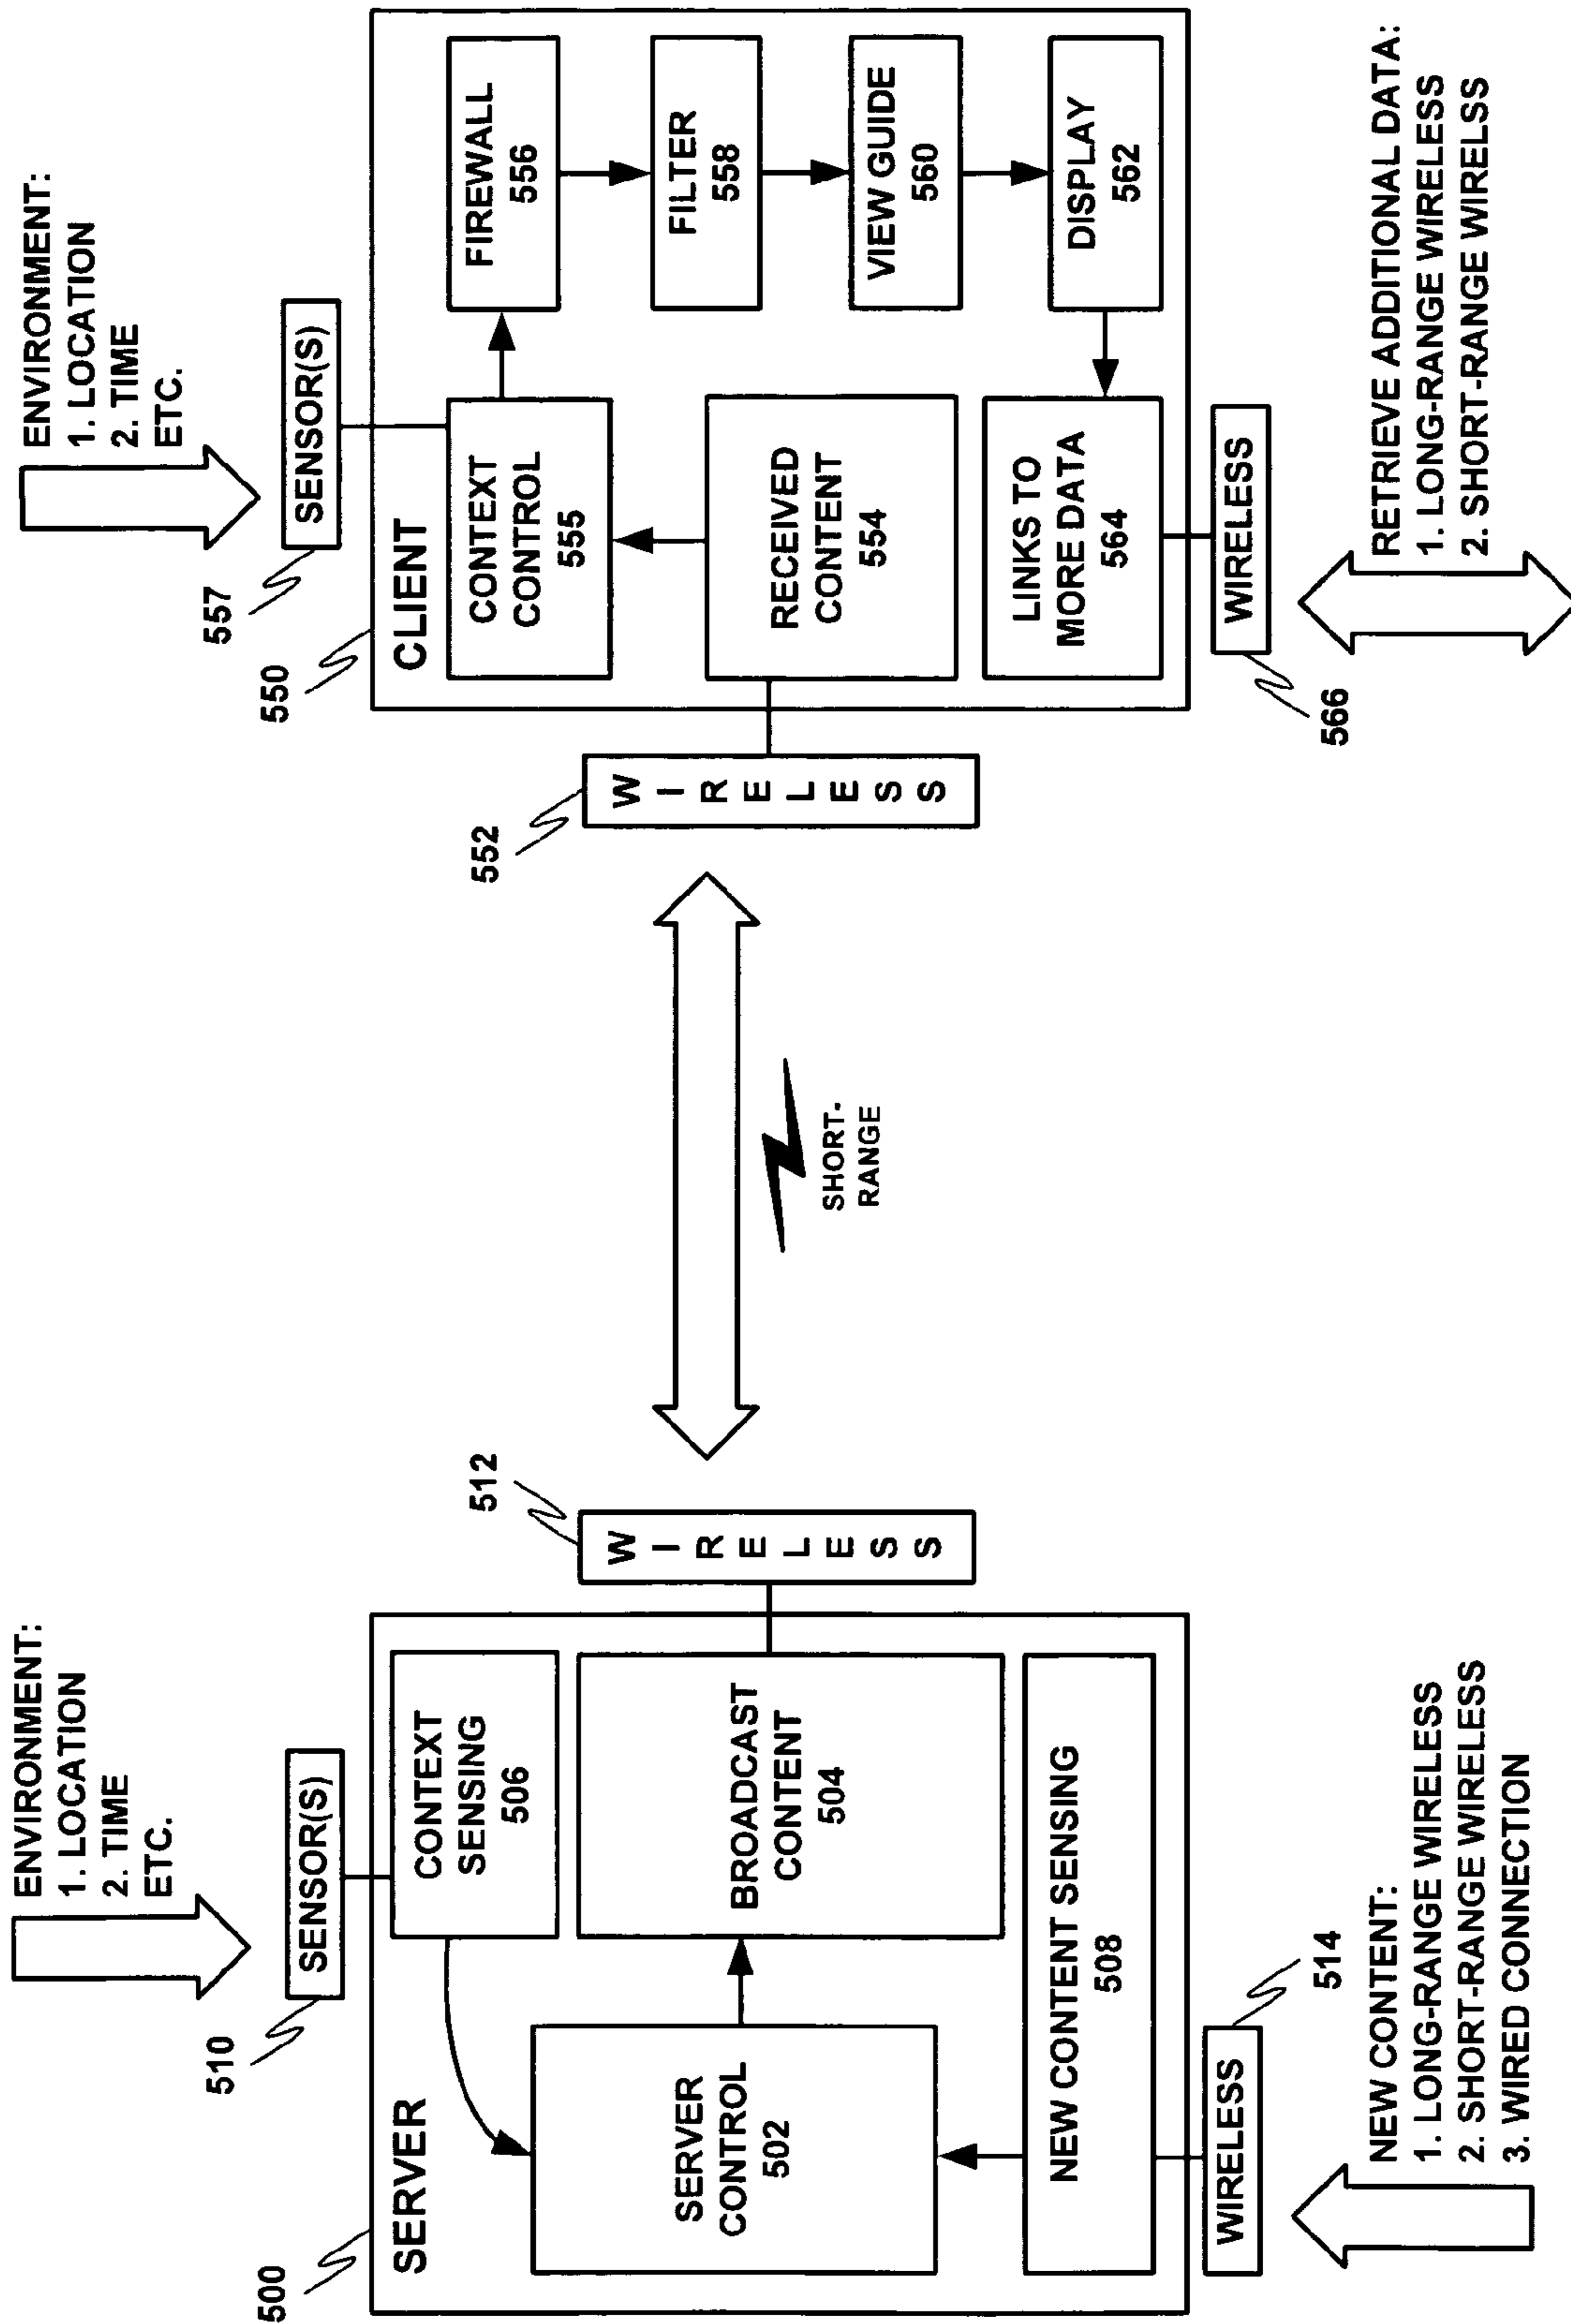 ENVIRONMENT:
1. LOCATION
2. TIME
ETC.
510
SENSOR(S)
500
SERVER
CONTEXT
SENSING
506
SERVER
CONTROL
502
BROADCAST
CONTENT
504
NEW CONTENT SENSING
508
512
WIRELESS
WIRELESS
514
NEW CONTENT:
1. LONG-RANGE WIRELESS
2. SHORT-RANGE WIRELESS
3. WIRED CONNECTION
SHORT-
RANGE
ENVIRONMENT:
1. LOCATION
2. TIME
ETC.
557
SENSOR(S)
550
CLIENT
552
WIRELESS
CONTEXT
CONTROL
555
RECEIVED
CONTENT
554
LINKS TO
MORE DATA
564
FIREWALL
556
FILTER
558
VIEW GUIDE
560
DISPLAY
562
WIRELESS
566
RETRIEVE ADDITIONAL DATA:
1. LONG-RANGE WIRELESS
2. SHORT-RANGE WIRELSS